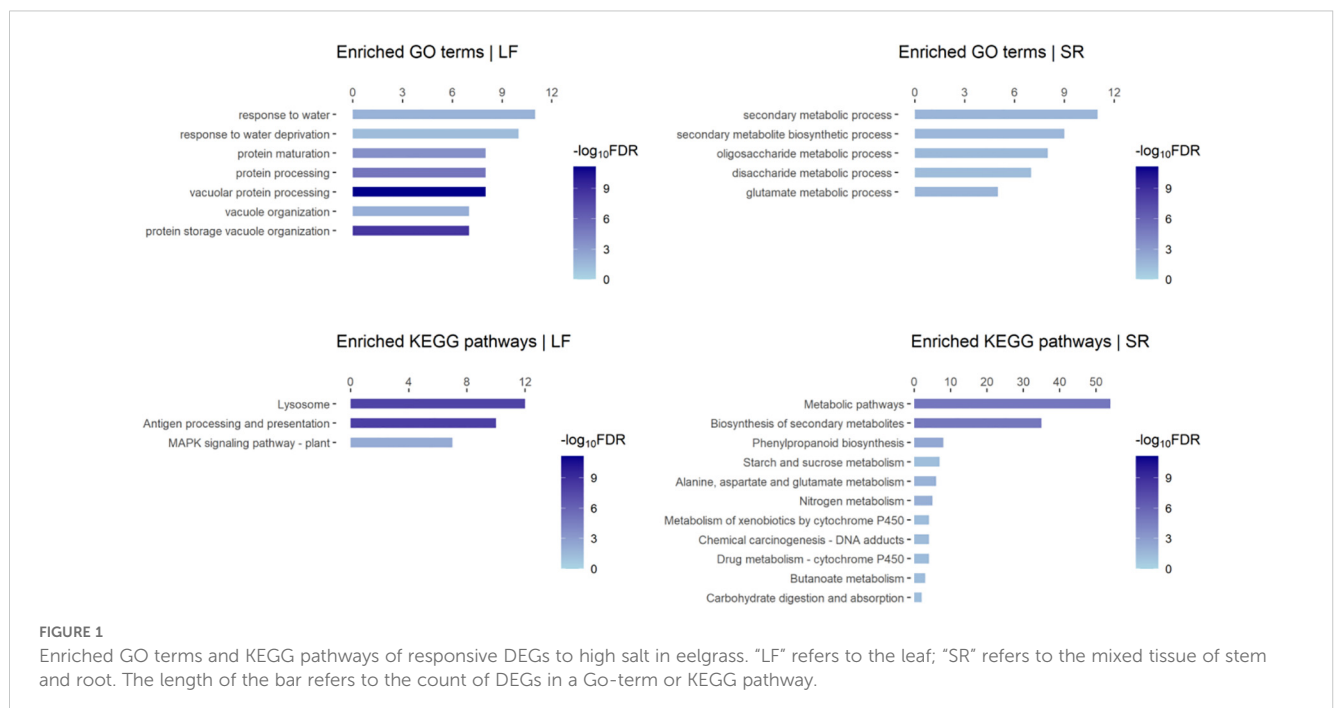 Enriched GO terms | LF
0 3 6 9 12
response to water
response to water deprivation
protein maturation
protein processing
vacuolar protein processing
vacuole organization
protein storage vacuole organization
-log10FDR
9
6
3
0
Enriched GO terms | SR
0 3 6 9 12
secondary metabolic process
secondary metabolite biosynthetic process
oligosaccharide metabolic process
disaccharide metabolic process
glutamate metabolic process
-log10FDR
9
6
3
0
Enriched KEGG pathways | LF
0 4 8 12
Lysosome
Antigen processing and presentation
MAPK signaling pathway - plant
-log10FDR
9
6
3
0
Enriched KEGG pathways | SR
0 10 20 30 40 50
Metabolic pathways
Biosynthesis of secondary metabolites
Phenylpropanoid biosynthesis
Starch and sucrose metabolism
Alanine, aspartate and glutamate metabolism
Nitrogen metabolism
Metabolism of xenobiotics by cytochrome P450
Chemical carcinogenesis - DNA adducts
Drug metabolism - cytochrome P450
Butanoate metabolism
Carbohydrate digestion and absorption
-log10FDR
9
6
3
0
FIGURE 1
Enriched GO terms and KEGG pathways of responsive DEGs to high salt in eelgrass. "LF" refers to the leaf; "SR" refers to the mixed tissue of stem
and root. The length of the bar refers to the count of DEGs in a Go-term or KEGG pathway.